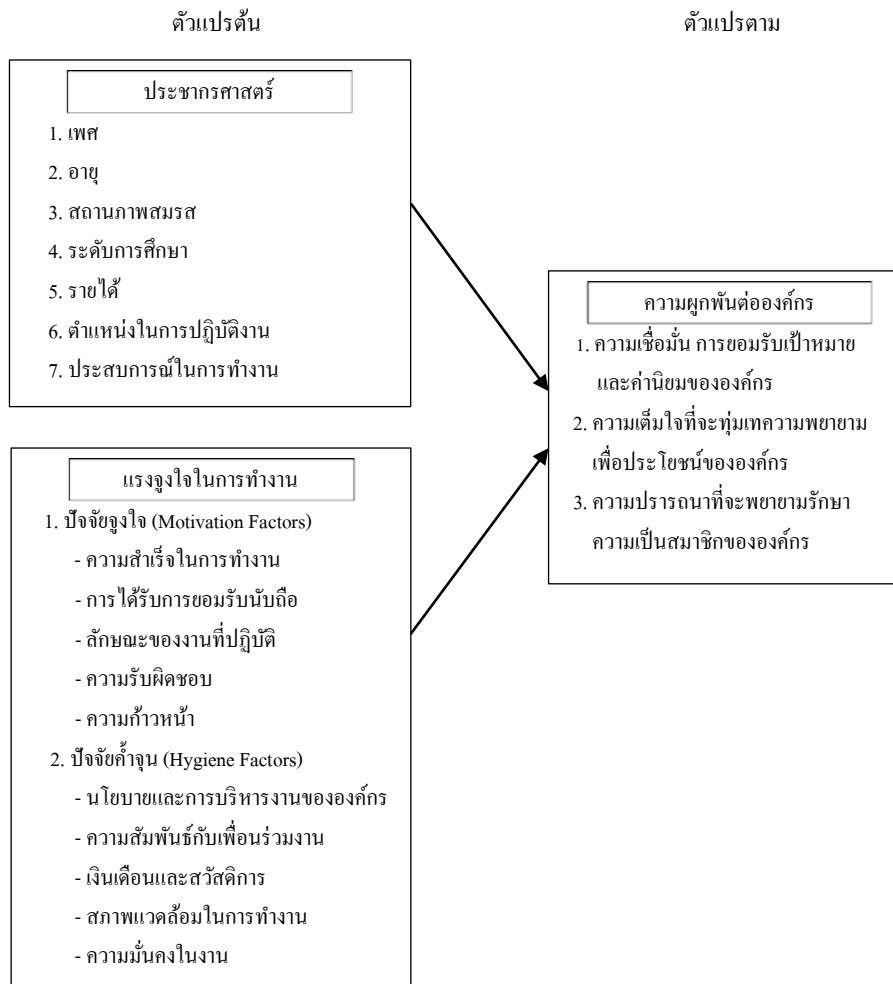 ตัวแปรต้น
ตัวแปรตาม
ประชากรศาสตร์
1. เพศ
2. อายุ
3. สถานภาพสมรส
4. ระดับการศึกษา
5. รายได้
6. ตำแหน่งในการปฏิบัติงาน
7. ประสบการณ์ในการทำงาน
แรงจูงใจในการทำงาน
1. ปัจจัยจูงใจ (Motivation Factors)
- ความสำเร็จในการทำงาน
- การได้รับการยอมรับนับถือ
- ลักษณะของงานที่ปฏิบัติ
- ความรับผิดชอบ
- ความก้าวหน้า
2. ปัจจัยค้ำจุน (Hygiene Factors)
- นโยบายและการบริหารงานขององค์กร
- ความสัมพันธ์กับเพื่อนร่วมงาน
- เงินเดือนและสวัสดิการ
- สภาพแวดล้อมในการทำงาน
- ความมั่นคงในงาน
ความผูกพันต่อองค์กร
1. ความเชื่อมั่น การยอมรับเป้าหมาย
และค่านิยมขององค์กร
2. ความเต็มใจที่จะทุ่มเทความพยายาม
เพื่อประโยชน์ขององค์กร
3. ความปรารถนาที่จะพยายามรักษา
ความเป็นสมาชิกขององค์กร